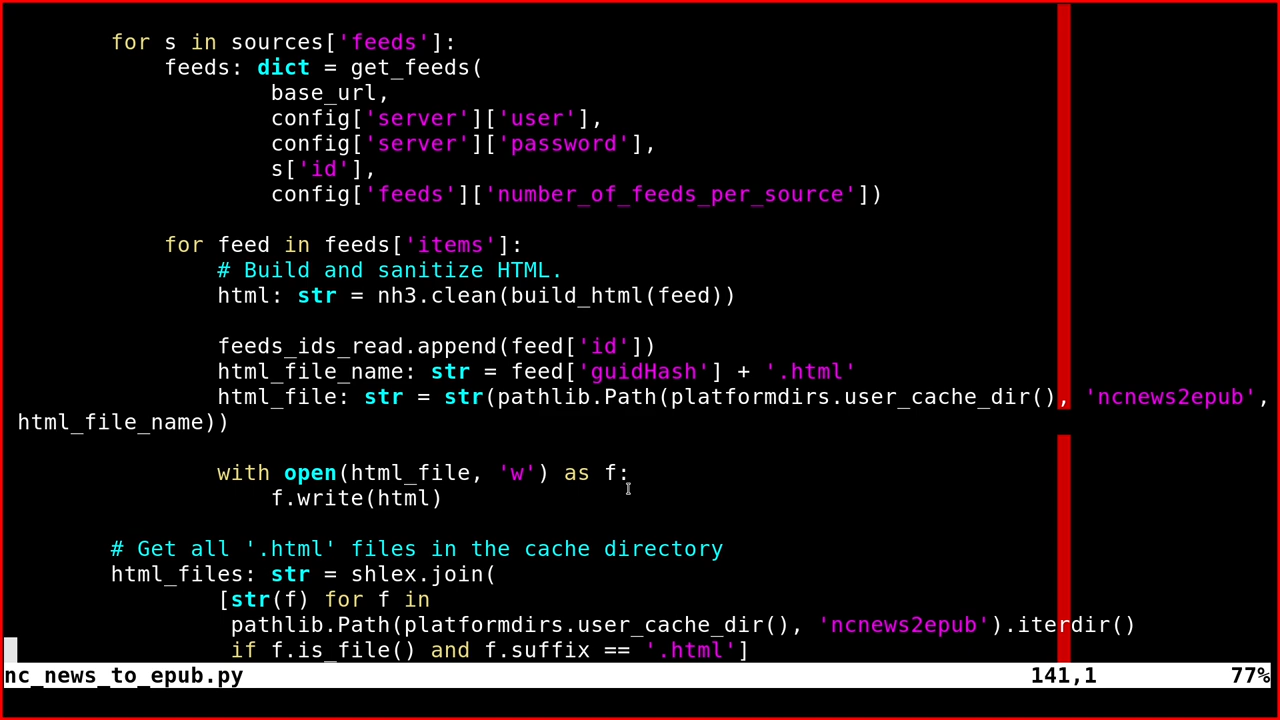 for s in sources['feeds']:
feeds: dict = get_feeds(
base_url,
config['server']['user'],
config['server']['password'],
s['id'],
config['feeds']['number_of_feeds_per_source'])
for feed in feeds['items']:
# Build and sanitize HTML.
html: str = nh3.clean(build_html(feed))
feeds_ids_read.append(feed['id'])
html_file_name: str = feed['guidHash'] + '.html'
html_file: str = str(pathlib.Path(platformdirs.user_cache_dir(), 'ncnews2epub',
html_file_name))
with open(html_file, 'w') as f:
f.write(html)
# Get all '.html' files in the cache directory
html_files: str = shlex.join(
[str(f) for f in
pathlib.Path(platformdirs.user_cache_dir(), 'ncnews2epub').iterdir()
if f.is_file() and f.suffix == '.html']
nc_news_to_epub.py 141,1 77%